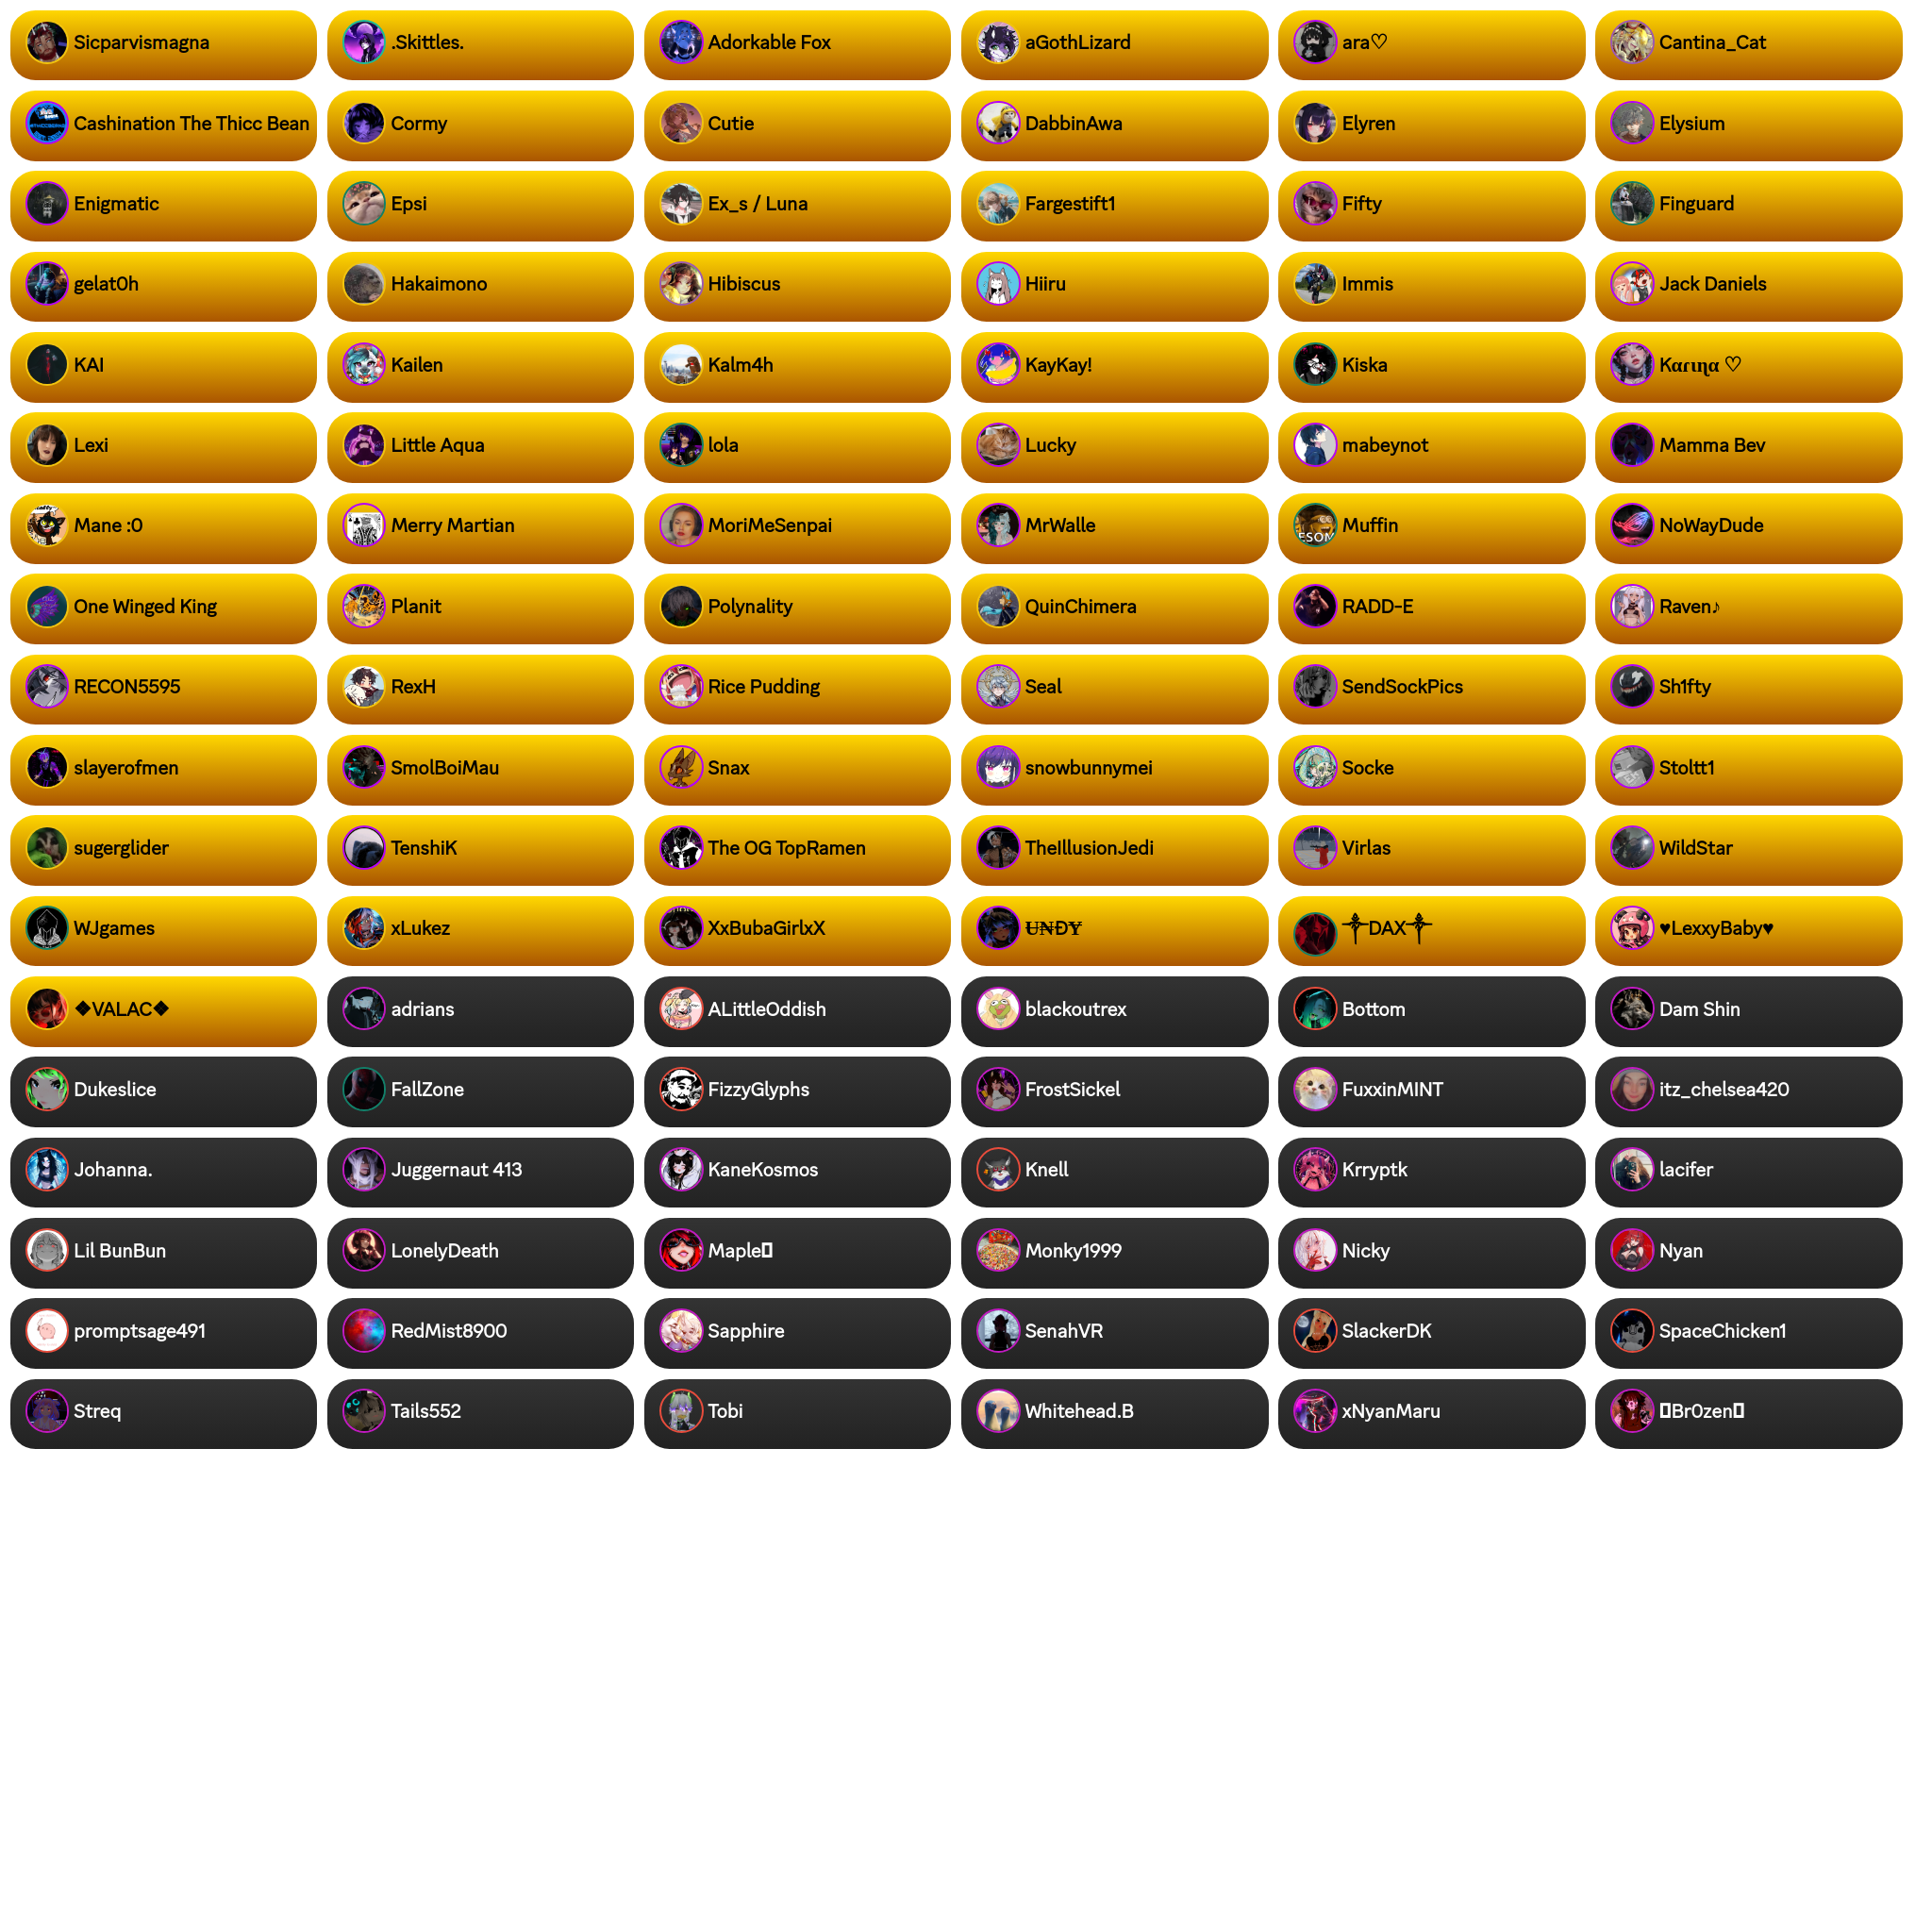 Sicparvismagna
.Skittles.
Adorkable Fox
aGothLizard
ara♡
Cantina_Cat
Cashination The Thicc Bean
Cormy
Cutie
DabbinAwa
Elyren
Elysium
Enigmatic
Epsi
Ex_s / Luna
Fargestift1
Fifty
Finguard
gelat0h
Hakaimono
Hibiscus
Hiiru
Immis
Jack Daniels
KAI
Kailen
Kalm4h
KayKay!
Kiska
Kαɾιɳα ♡
Lexi
Little Aqua
lola
Lucky
mabeynot
Mamma Bev
Mane :0
Merry Martian
MoriMeSenpai
MrWalle
Muffin
NoWayDude
One Winged King
Planit
Polynality
QuinChimera
RADD-E
Raven♪
RECON5595
RexH
Rice Pudding
Seal
SendSockPics
Sh1fty
slayerofmen
SmolBoiMau
Snax
snowbunnymei
Socke
Stoltt1
sugerglider
TenshiK
The OG TopRamen
TheIllusionJedi
Virlas
WildStar
WJgames
xLukez
XxBubaGirlxX
U̶₦ĐɎ
༒DAX༒
♥LexxyBaby♥
❖VALAC❖
adrians
ALittleOddish
blackoutrex
Bottom
Dam Shin
Dukeslice
FallZone
FizzyGlyphs
FrostSickel
FuxxinMINT
itz_chelsea420
Johanna.
Juggernaut 413
KaneKosmos
Knell
Krryptk
lacifer
Lil BunBun
LonelyDeath
Maple
Monky1999
Nicky
Nyan
promptsage491
RedMist8900
Sapphire
SenahVR
SlackerDK
SpaceChicken1
Streq
Tails552
Tobi
Whitehead.B
xNyanMaru
Br0zen